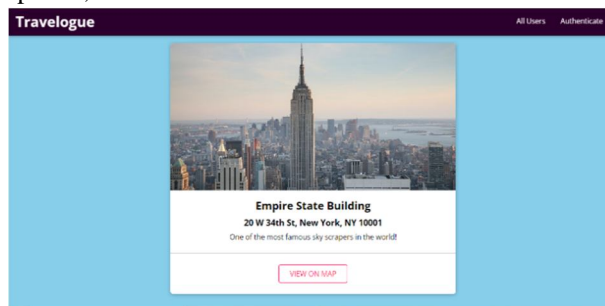 Travelogue
All Users Authenticate
Empire State Building
20 W 34th St, New York, NY 10001
One of the most famous sky scrapers in the world!
VIEW ON MAP